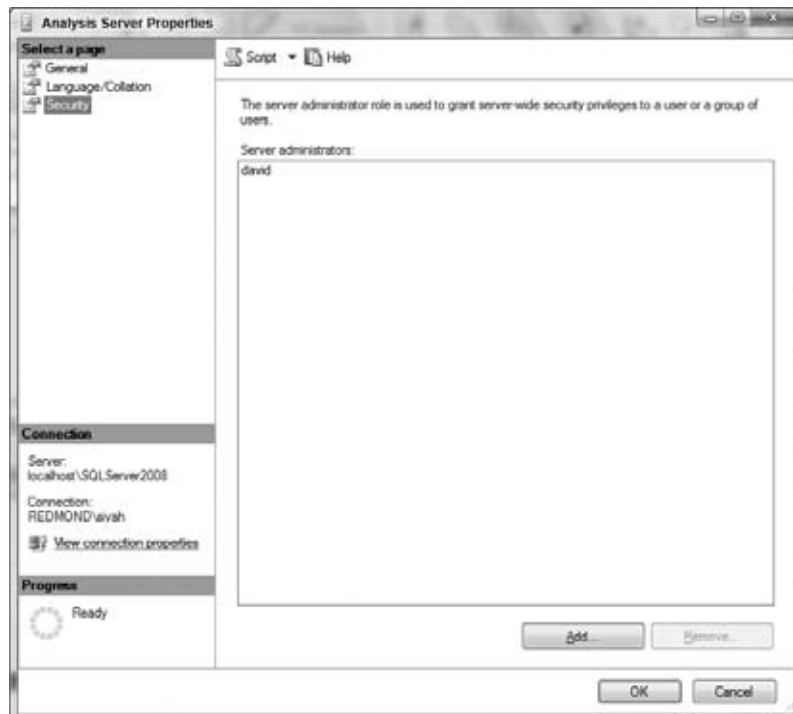 Analysis Server Properties
Select a page
General
Language/Collation
Security
Script Help
The server administrator role is used to grant server-wide security privileges to a user or a group of
users.
Server administrators:
david
Connection
Server:
localhost\SQLServer2008
Connection:
REDMOND\sivah
View connection properties
Progress
Ready
Add...
Remove...
OK Cancel